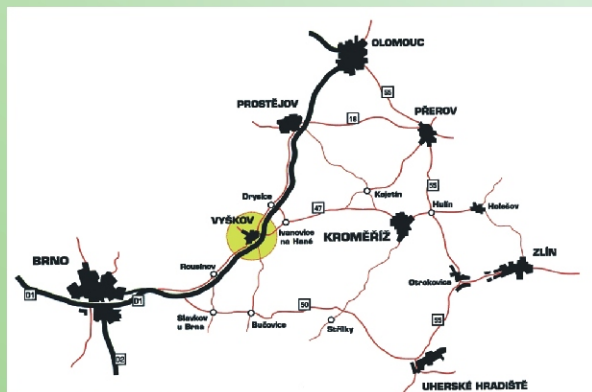 OLOMOUC
55
PROSTĚJOV
18
PŘEROV
55
Kojetín
Drysice
47
Hulín
Holešov
VYŠKOV
Ivanovice
na Hané
KROMĚŘÍŽ
ZLÍN
BRNO
Rousínov
Otrokovice
D1
D1
Slavkov
u Brna
Bučovice
50
Střílky
55
D2
UHERSKÉ HRADIŠTĚ